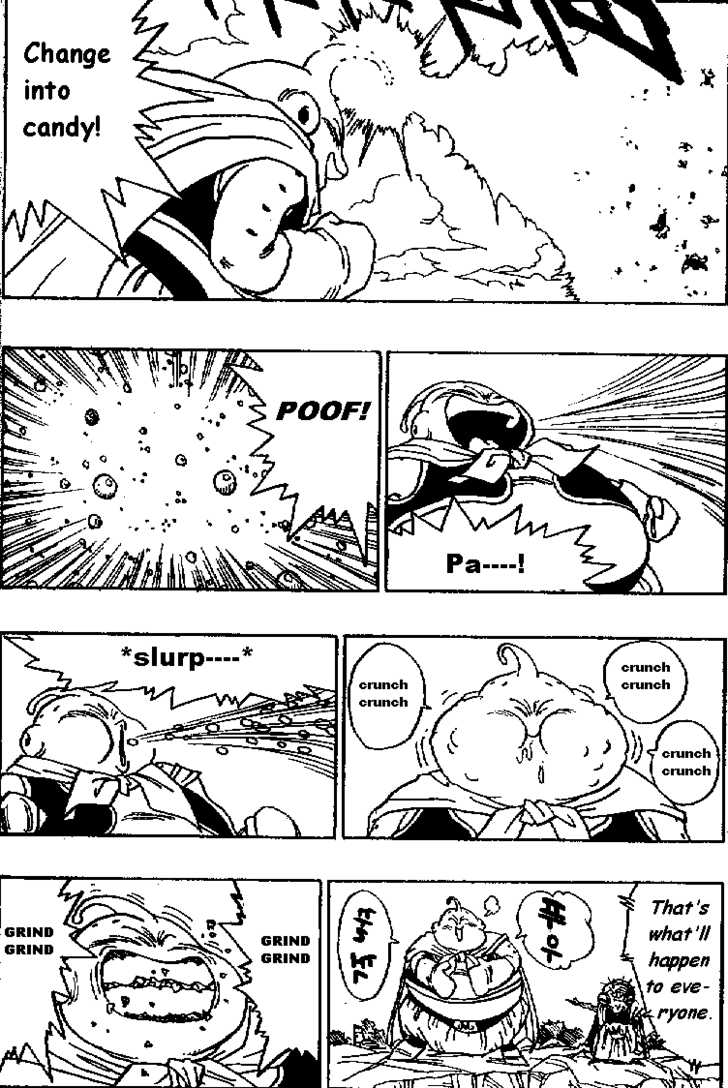 Change
into
candy!
POOF!
Pa----!
*slurp----*
crunch
crunch
crunch
crunch
crunch
crunch
GRIND
GRIND
GRIND
GRIND
That's
what'll
happen
to eve-
ryone.